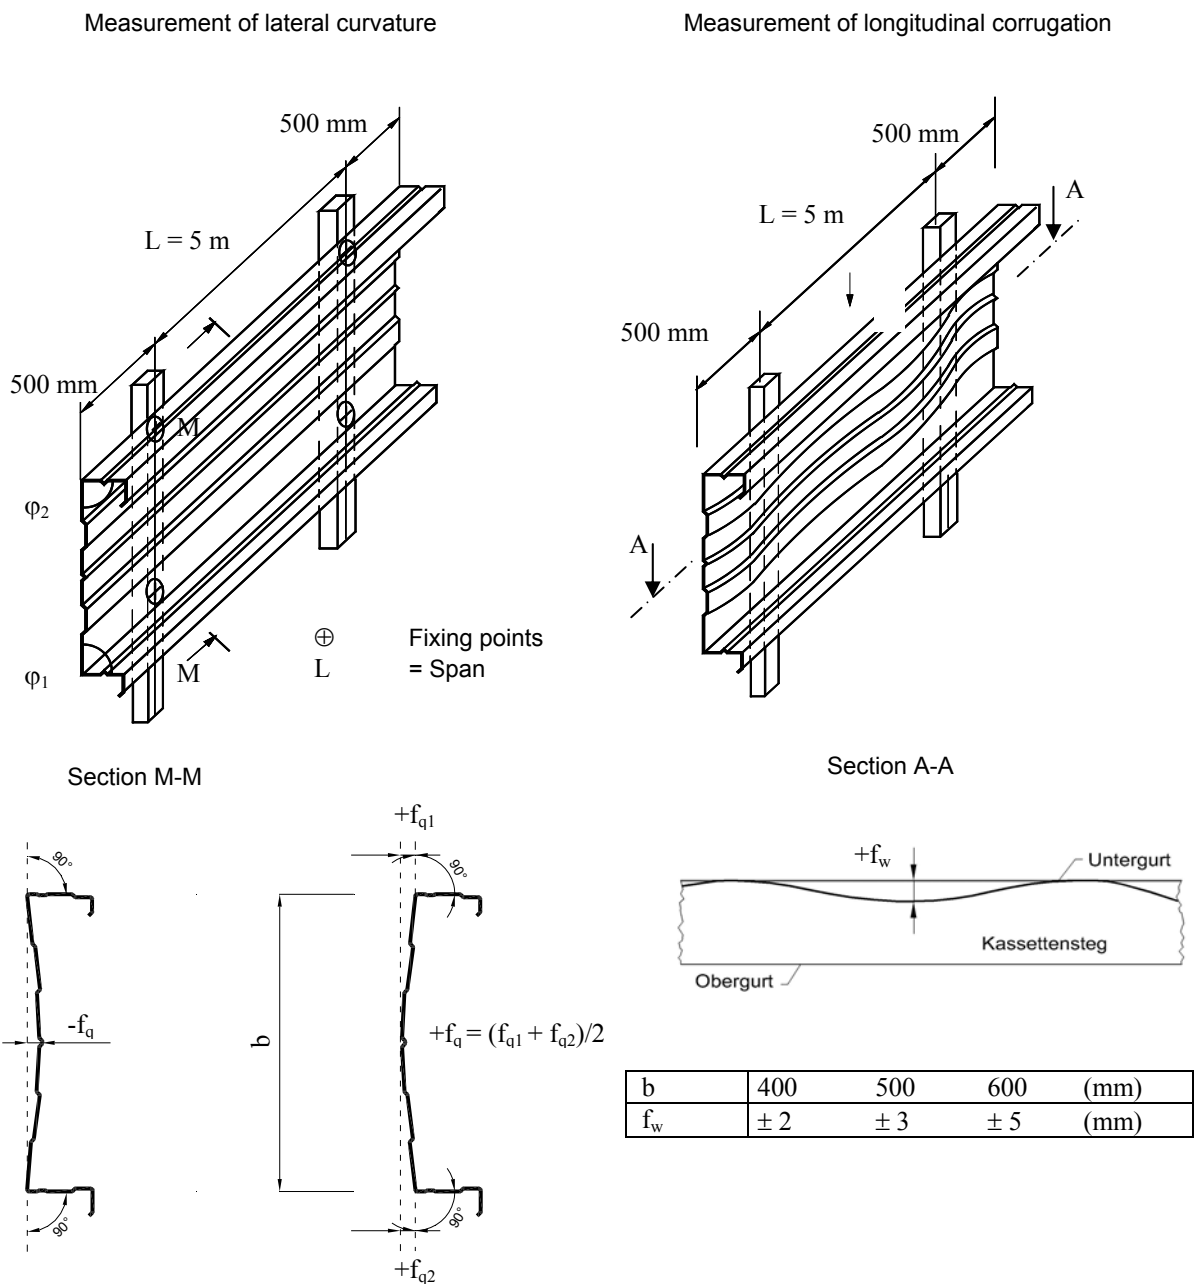 Measurement of lateral curvature
500 mm
L = 5 m
500 mm
M
φ₂
φ₁
M
⊕ Fixing points
L = Span
Measurement of longitudinal corrugation
500 mm
A
L = 5 m
500 mm
A
Section M-M
90°
-fq
90°
+fq1
90°
b
+fq = (fq1 + fq2)/2
90°
+fq2
Section A-A
+fw
Untergurt
Kassettensteg
Obergurt
b 400 500 600 (mm)
fw ± 2 ± 3 ± 5 (mm)